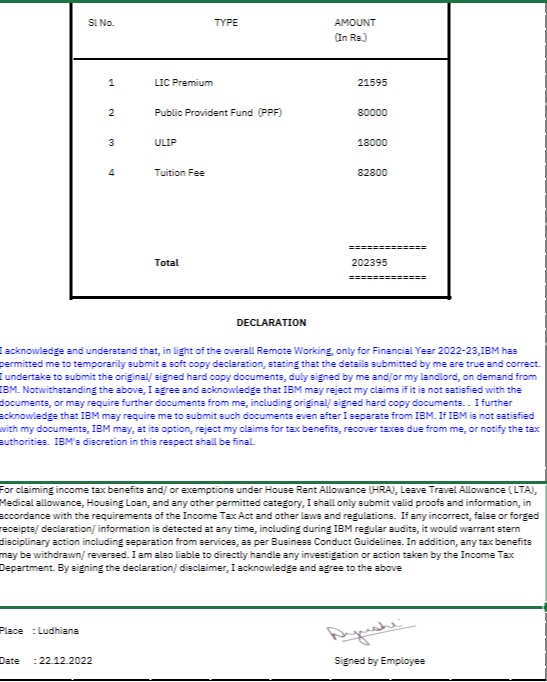 Sl No. TYPE AMOUNT
(In Rs.)
1 LIC Premium 21595
2 Public Provident Fund (PPF) 80000
3 ULIP 18000
4 Tuition Fee 82800
=============
Total 202395
=============
DECLARATION
I acknowledge and understand that, in light of the overall Remote Working, only for Financial Year 2022-23,IBM has
permitted me to temporarily submit a soft copy declaration, stating that the details submitted by me are true and correct.
I undertake to submit the original/ signed hard copy documents, duly signed by me and/or my landlord, on demand from
IBM. Notwithstanding the above, I agree and acknowledge that IBM may reject my claims if it is not satisfied with the
documents, or may require further documents from me, including original/ signed hard copy documents. . I further
acknowledge that IBM may require me to submit such documents even after I separate from IBM. If IBM is not satisfied
with my documents, IBM may, at its option, reject my claims for tax benefits, recover taxes due from me, or notify the tax
authorities. IBM's discretion in this respect shall be final.
For claiming income tax benefits and/ or exemptions under House Rent Allowance (HRA), Leave Travel Allowance ( LTA),
Medical allowance, Housing Loan, and any other permitted category, I shall only submit valid proofs and information, in
accordance with the requirements of the Income Tax Act and other laws and regulations. If any incorrect, false or forged
receipts/ declaration/ information is detected at any time, including during IBM regular audits, it would warrant stern
disciplinary action including separation from services, as per Business Conduct Guidelines. In addition, any tax benefits
may be withdrawn/ reversed. I am also liable to directly handle any investigation or action taken by the Income Tax
Department. By signing the declaration/ disclaimer, I acknowledge and agree to the above
Place : Ludhiana
Date : 22.12.2022 Signed by Employee